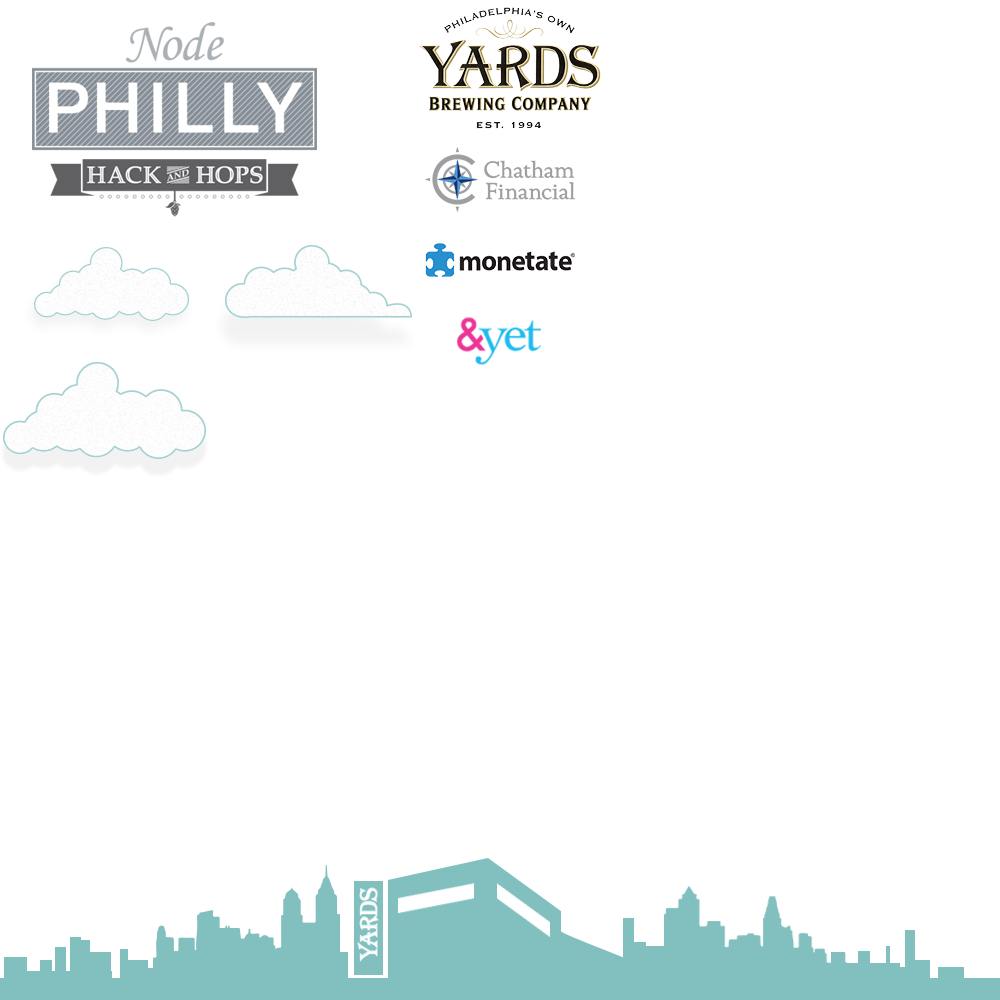 Node
PHILLY
HACK AND HOPS
PHILADELPHIA'S OWN
YARDS
BREWING COMPANY
EST. 1994
Chatham
Financial
monetate®
&yet
YARDS